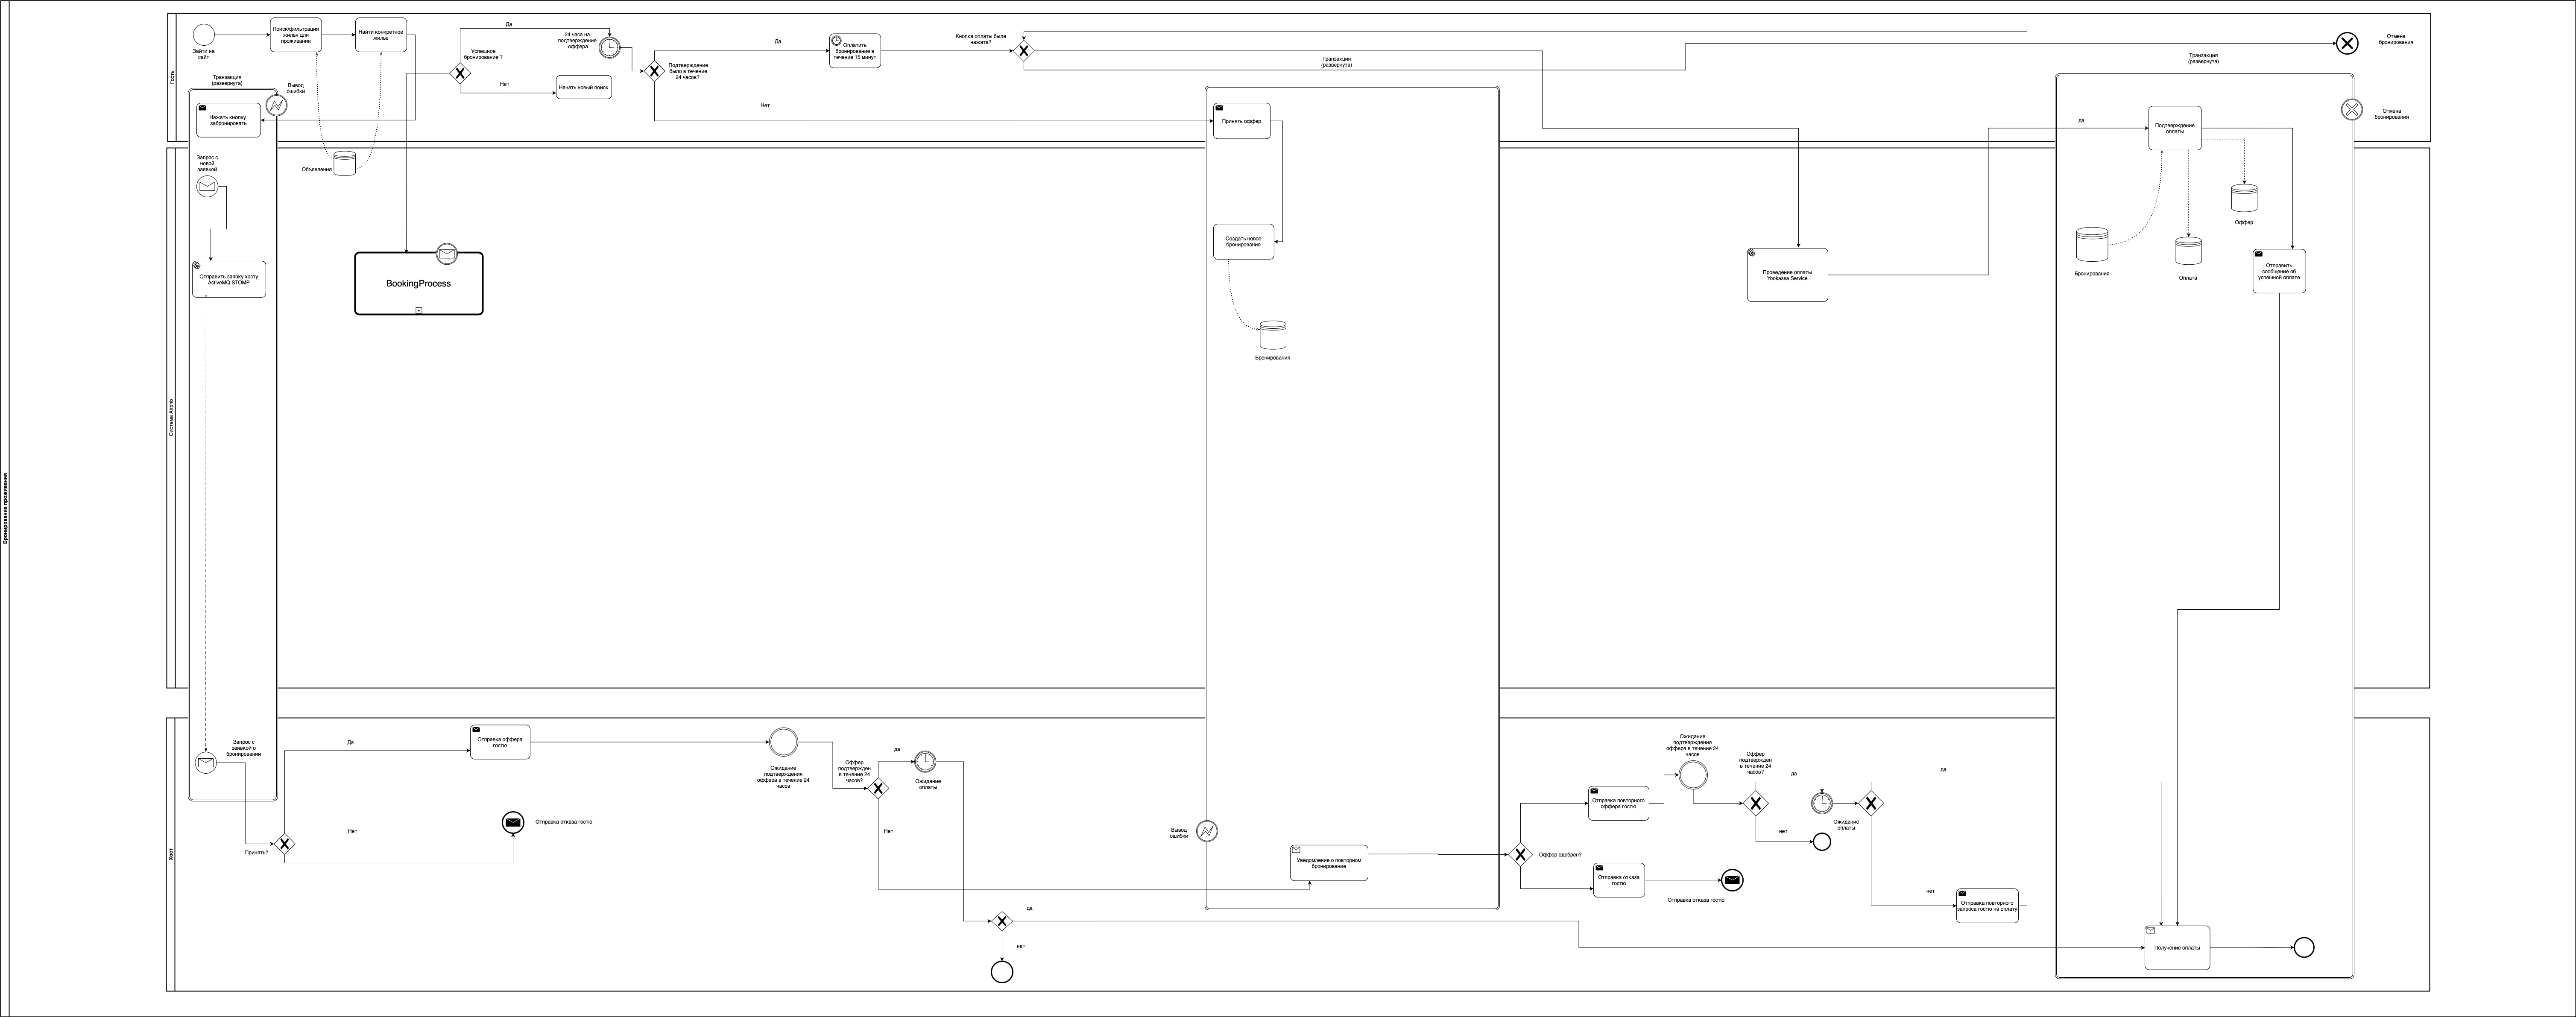 Бронирование проживания
Гость
Зайти на
сайт
Поиск/фильтрация
жилья для
проживания
Найти конкретное
жилье
Транзакция
(развернута)
Вывод
ошибки
Нажать кнопку
забронировать
Успешное
бронирование ?
Да
Нет
Начать новый поиск
24 часа на
подтверждение
оффера
Подтверждение
было в течение
24 часов?
Да
Нет
Оплатить
бронирование в
течение 15 минут
Кнопка оплаты была
нажата?
Транзакция
(развернута)
Принять оффер
Транзакция
(развернута)
Отмена
бронирования
Отмена
бронирования
да
Подтверждение
оплаты
Система Airbnb
Запрос с
новой
заявкой
Объявления
Отправить заявку хосту
ActiveMQ STOMP
BookingProcess
Создать новое
бронирование
Бронирования
Проведение оплаты
Yookassa Service
Бронирования
Оплата
Оффер
Отправить
сообщение об
успешной оплате
Хост
Запрос с
заявкой о
бронировании
Принять?
Да
Нет
Отправка оффера
гостю
Отправка отказа гостю
Ожидание
подтверждения
оффера в течение 24
часов
Оффер
подтвержден
в течение 24
часов?
да
Нет
Ожидание
оплаты
да
нет
Вывод
ошибки
Уведомление о повторном
бронирование
Оффер одобрен?
Отправка повторного
оффера гостю
Отправка отказа
гостю
Отправка отказа гостю
Ожидание
подтверждения
оффера в течение 24
часов
Оффер
подтвержден
в течение 24
часов?
да
нет
Ожидание
оплаты
да
нет
Отправка повторного
запроса гостю на оплату
Получение оплаты